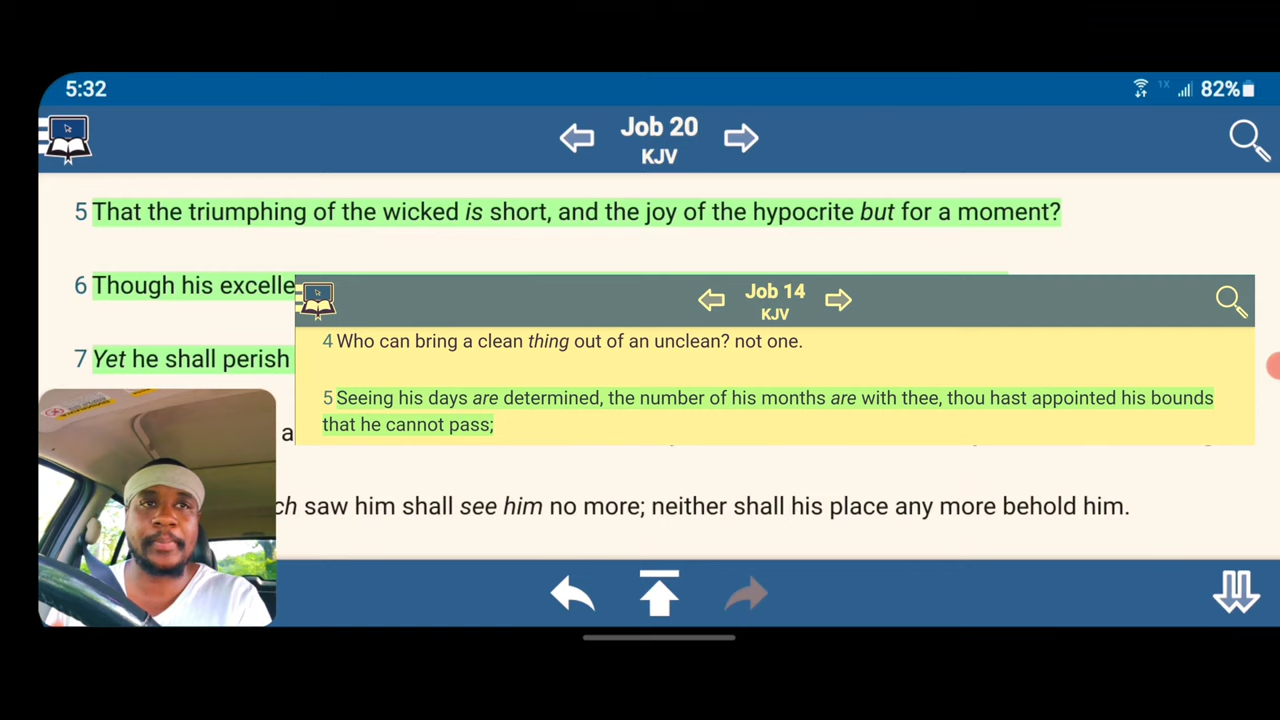 5:32
1X
82%
Job 20
KJV
5 That the triumphing of the wicked is short, and the joy of the hypocrite but for a moment?
6 Though his excelle
Job 14
KJV
4 Who can bring a clean thing out of an unclean? not one.
7 Yet he shall perish
5 Seeing his days are determined, the number of his months are with thee, thou hast appointed his bounds
that he cannot pass;
a
ch saw him shall see him no more; neither shall his place any more behold him.